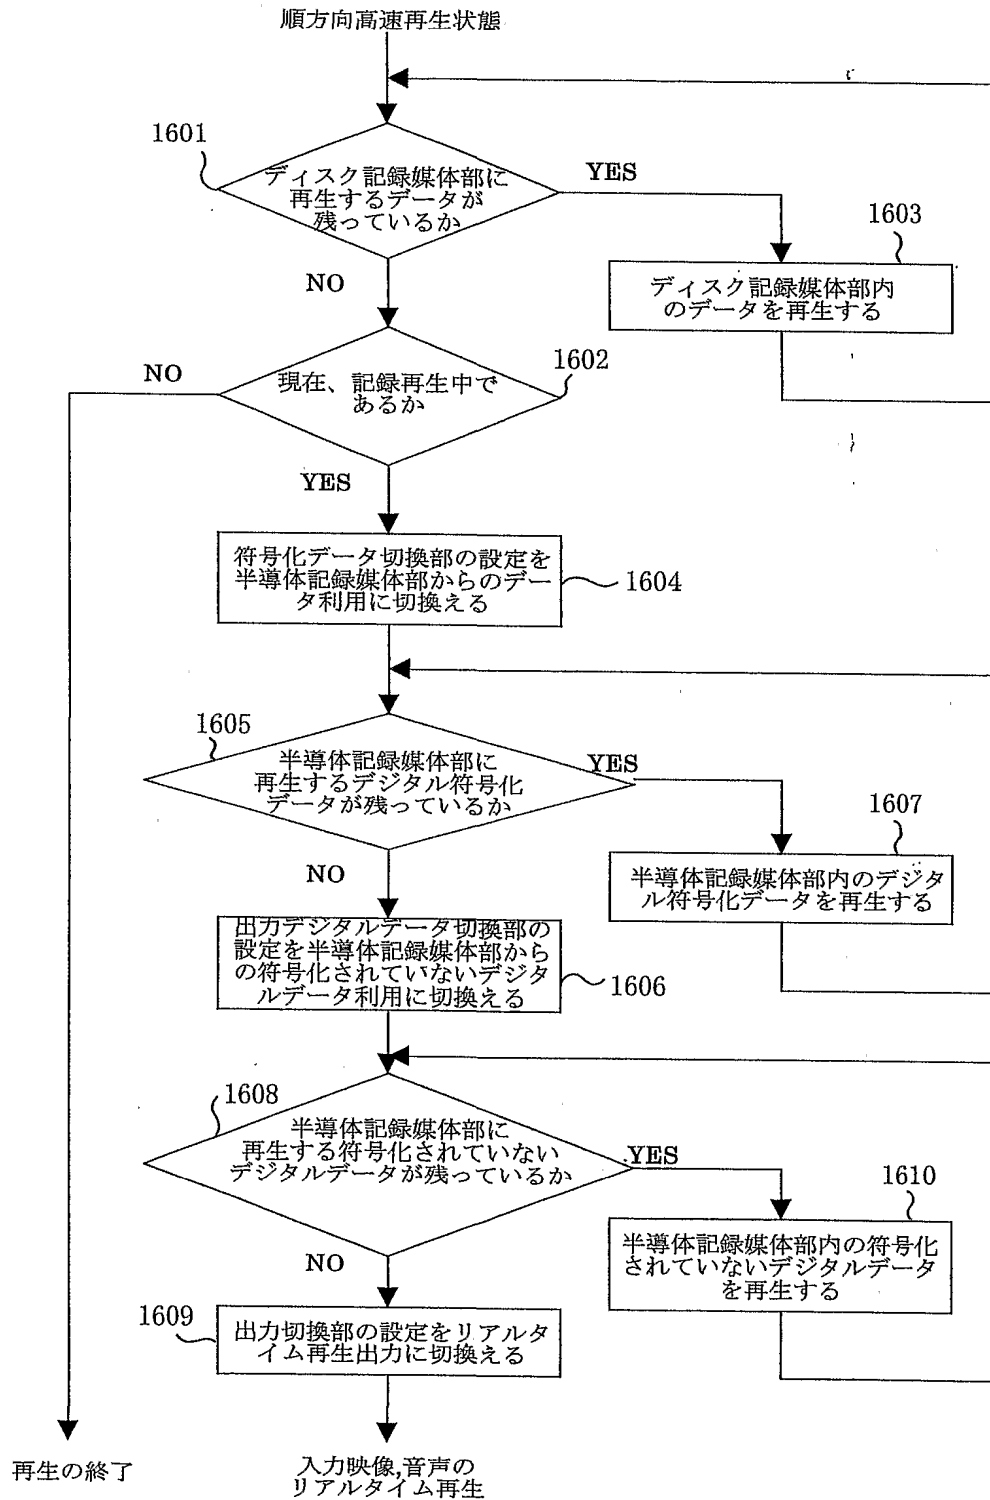 順方向高速再生状態
1601
ディスク記録媒体部に
再生するデータが
残っているか
YES
1603
ディスク記録媒体部内
のデータを再生する
NO
1602
現在、記録再生中で
あるか
NO
YES
符号化データ切換部の設定を
半導体記録媒体部からのデー
タ利用に切換える
1604
1605
半導体記録媒体部に
再生するデジタル符号化
データが残っているか
YES
1607
半導体記録媒体部内のデジタ
ル符号化データを再生する
NO
出力デジタルデータ切換部の
設定を半導体記録媒体部から
の符号化されていないデジタ
ルデータ利用に切換える
1606
1608
半導体記録媒体部に
再生する符号化されていない
デジタルデータが残っているか
YES
1610
半導体記録媒体部内の符号化
されていないデジタルデータ
を再生する
NO
1609
出力切換部の設定をリアルタ
イム再生出力に切換える
再生の終了
入力映像,音声の
リアルタイム再生